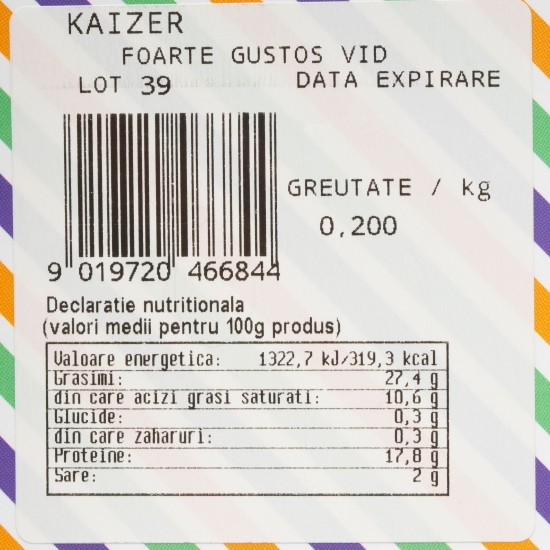 KAIZER
FOARTE GUSTOS VID
LOT 39 DATA EXPIRARE
GREUTATE / kg
0,200
9 019720 466844
Declaratie nutritionala
(valori medii pentru 100g produs)
Valoare energetica: 1322,7 kJ/319,3 kcal
Grasimi: 27,4 g
din care acizi grasi saturati: 10,6 g
Glucide: 0,3 g
din care zaharuri: 0,3 g
Proteine: 17,8 g
Sare: 2 g